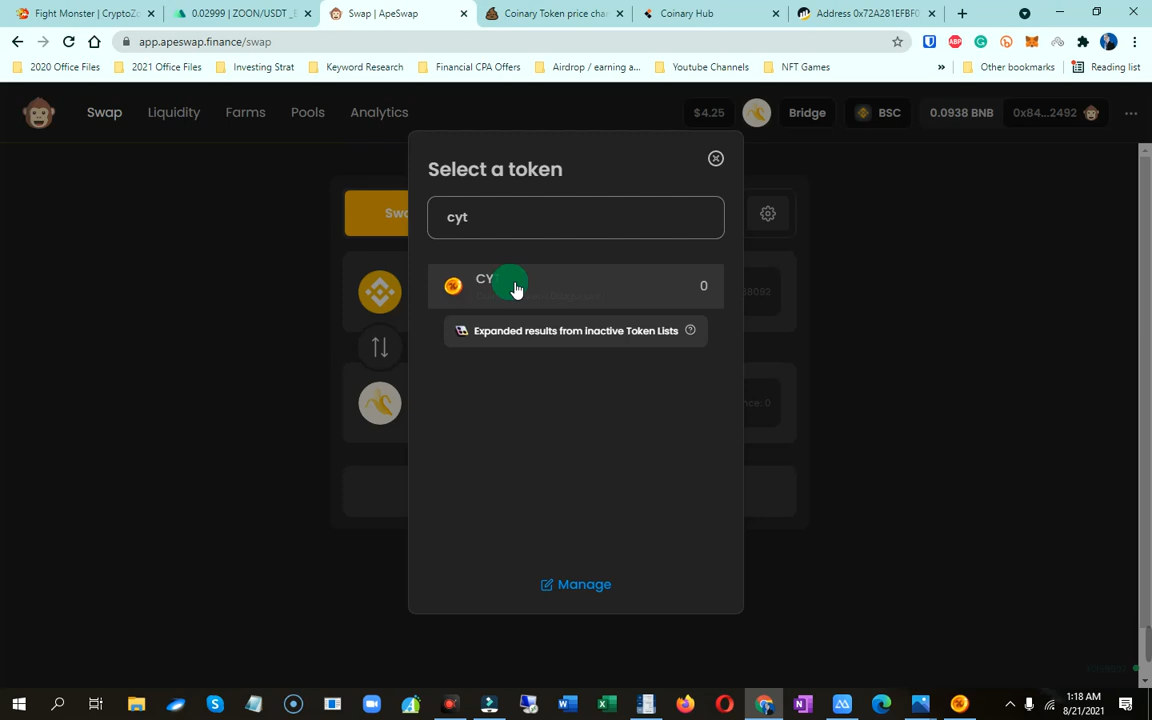 Fight Monster | CryptoZo
0.02999 | ZOON/USDT _
Swap | ApeSwap
Coinary Token price cha
Coinary Hub
Address 0x72A281EFBF0
app.apeswap.finance/swap
2020 Office Files
2021 Office Files
Investing Strat
Keyword Research
Financial CPA Offers
Airdrop / earning a...
Youtube Channels
NFT Games
»
Other bookmarks
Reading list
Swap
Liquidity
Farms
Pools
Analytics
$4.25
Bridge
BSC
0.0938 BNB
0x84...2492
Select a token
cyt
CYT
0
Expanded results from inactive Token Lists
Manage
1:18 AM
8/21/2021